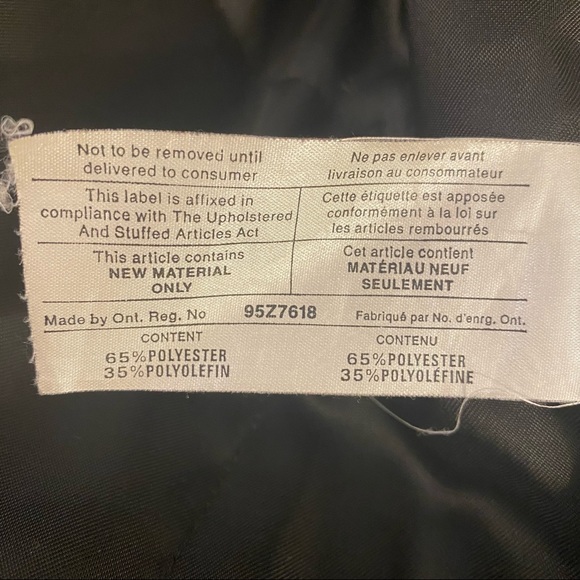 Not to be removed until
delivered to consumer
Ne pas enlever avant
livraison au consommateur
This label is affixed in
compliance with The Upholstered
And Stuffed Articles Act
Cette étiquette est apposée
conformément à la loi sur
les articles rembourrés
This article contains
NEW MATERIAL
ONLY
Cet article contient
MATÉRIAU NEUF
SEULEMENT
Made by Ont. Reg. No 95Z7618 Fabriqué par No. d'enrg. Ont.
CONTENT
65%POLYESTER
35%POLYOLEFIN
CONTENU
65%POLYESTER
35%POLYOLÉFINE